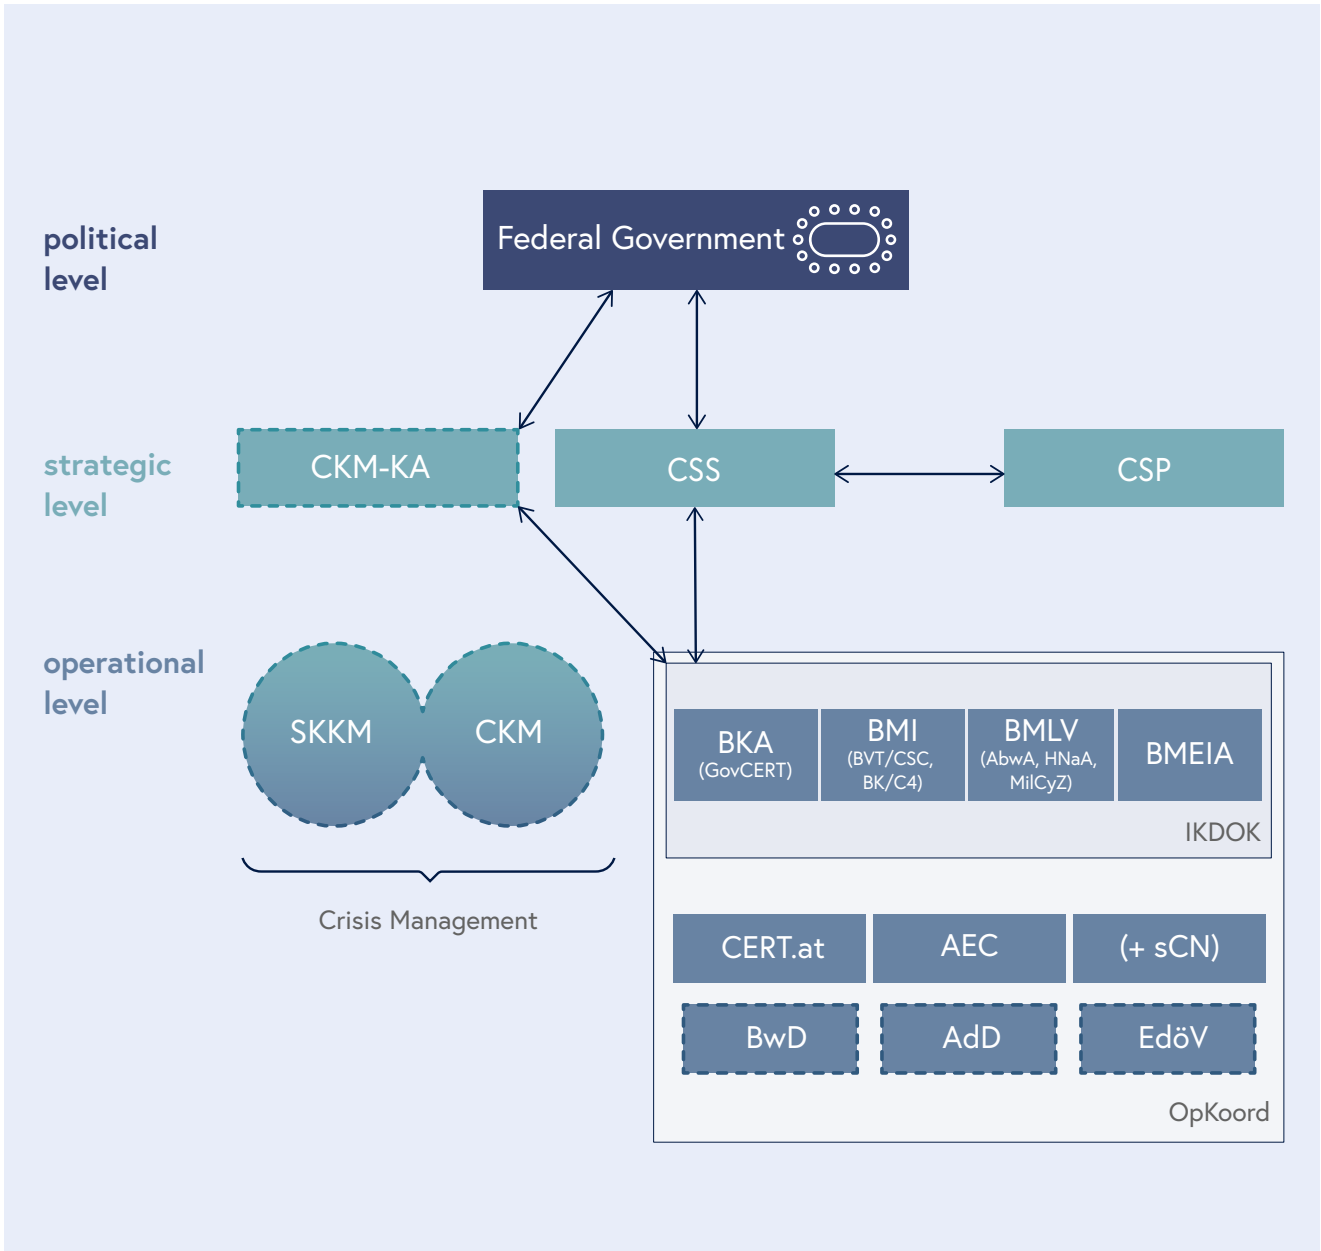 political
level
Federal Government
strategic
level
CKM-KA
CSS
CSP
operational
level
SKKM
CKM
Crisis Management
BKA
(GovCERT)
BMI
(BVT/CSC,
BK/C4)
BMLV
(AbwA, HNaA,
MilCyZ)
BMEIA
IKDOK
CERT.at
AEC
(+ sCN)
BwD
AdD
EdöV
OpKoord